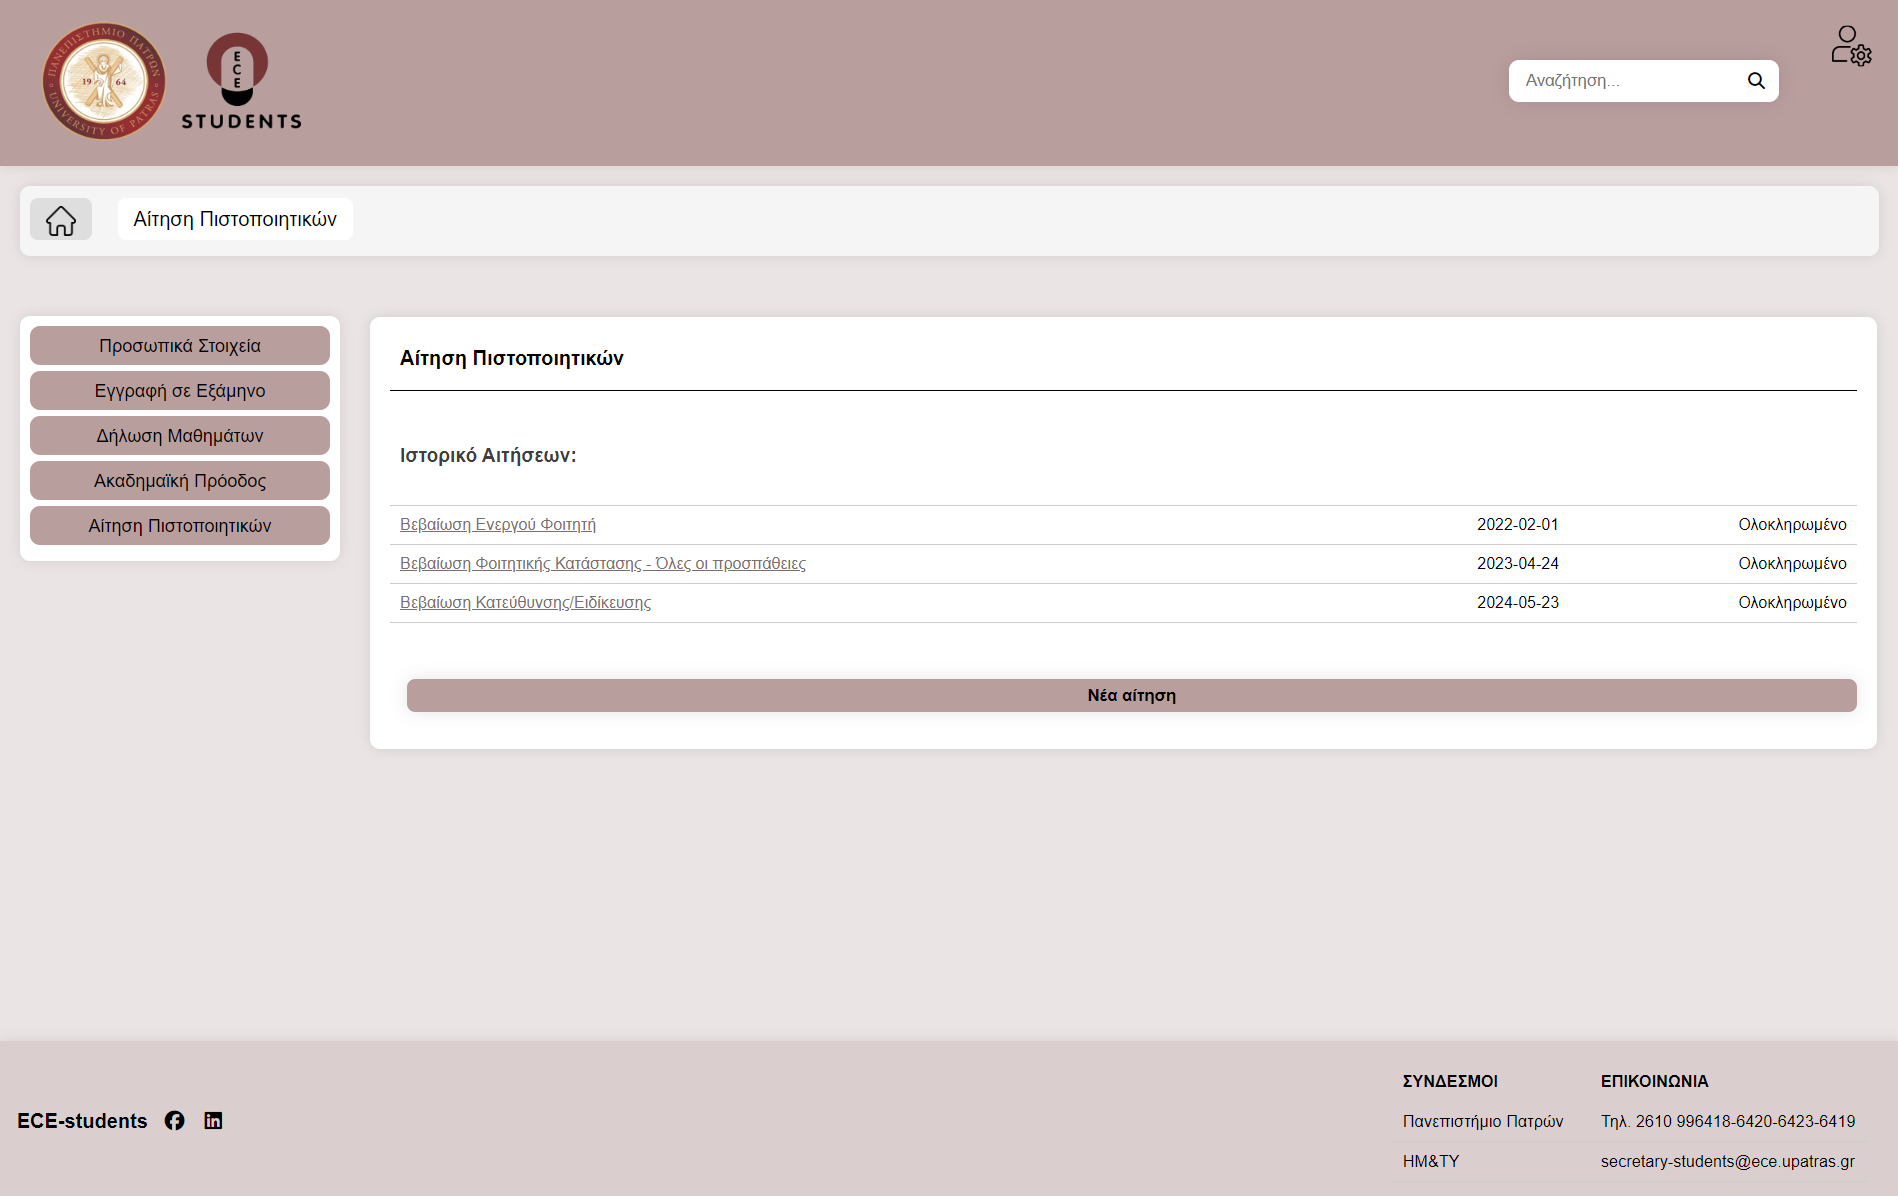 ΠΑΝΕΠΙΣΤΗΜΙΟ ΠΑΤΡΩΝ
19 64
UNIVERSITY OF PATRAS
ECE
STUDENTS
Αναζήτηση...
Αίτηση Πιστοποιητικών
Προσωπικά Στοιχεία
Εγγραφή σε Εξάμηνο
Δήλωση Μαθημάτων
Ακαδημαϊκή Πρόοδος
Αίτηση Πιστοποιητικών
Αίτηση Πιστοποιητικών
Ιστορικό Αιτήσεων:
Βεβαίωση Ενεργού Φοιτητή 2022-02-01 Ολοκληρωμένο
Βεβαίωση Φοιτητικής Κατάστασης - Όλες οι προσπάθειες 2023-04-24 Ολοκληρωμένο
Βεβαίωση Κατεύθυνσης/Ειδίκευσης 2024-05-23 Ολοκληρωμένο
Νέα αίτηση
ECE-students
ΣΥΝΔΕΣΜΟΙ
Πανεπιστήμιο Πατρών
ΗΜ&ΤΥ
ΕΠΙΚΟΙΝΩΝΙΑ
Τηλ. 2610 996418-6420-6423-6419
secretary-students@ece.upatras.gr